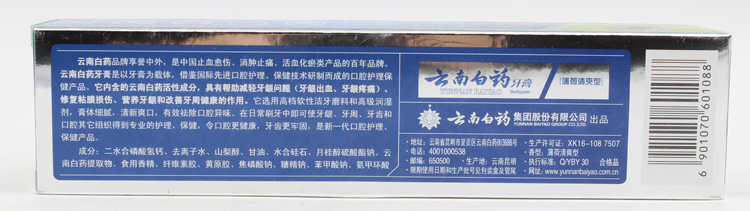 云南白药品牌享誉中外，是中国止血愈伤、消肿止痛、活血化瘀类产品的百年品牌。
云南白药牙膏是以牙膏为载体，借鉴国际先进口腔护理、保健技术研制而成的口腔护理保
健产品。它内含的云南白药活性成分，具有帮助减轻牙龈问题（牙龈出血、牙龈疼痛）、
修复粘膜损伤、营养牙龈和改善牙周健康的作用。它选用高档软性洁牙磨料和高级润湿
剂，膏体细腻，清新爽口，有效祛除口腔异味。在日常刷牙中即可使牙龈、牙周、牙齿和
口腔其它组织得到专业的护理、保健，令口腔更健康，牙齿更牢固，是新一代口腔护理、
保健产品。
成分：二水合磷酸氢钙、去离子水、山梨醇、甘油、水合硅石、月桂醇硫酸酯钠、云
南白药提取物、食用香精、纤维素胶、黄原胶、焦磷酸钠、糖精钠、苯甲酸钠、氨甲环酸
云南白药牙膏
YUNNAN BAIYAO Toothpaste
薄荷清爽型
云南白药集团股份有限公司出品
YUNNAN BAIYAO GROUP CO.,LTD.
·地址：云南省昆明市呈贡区云南白药街3686号
·电话：4001000538
·邮编：650500
·生产地：云南昆明
·限期使用日期和生产批号见包装盒及管尾
·生产许可证：XK16-108 7507
·香型：薄荷清爽型
·执行标准：Q/YBY 30 合格品
·网址：www.yunnanbaiyao.com.cn
6 901070 601088